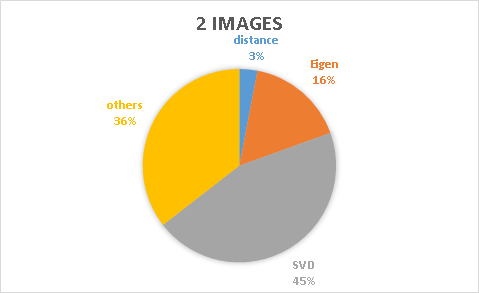 2 IMAGES
distance
3%
Eigen
16%
SVD
45%
others
36%